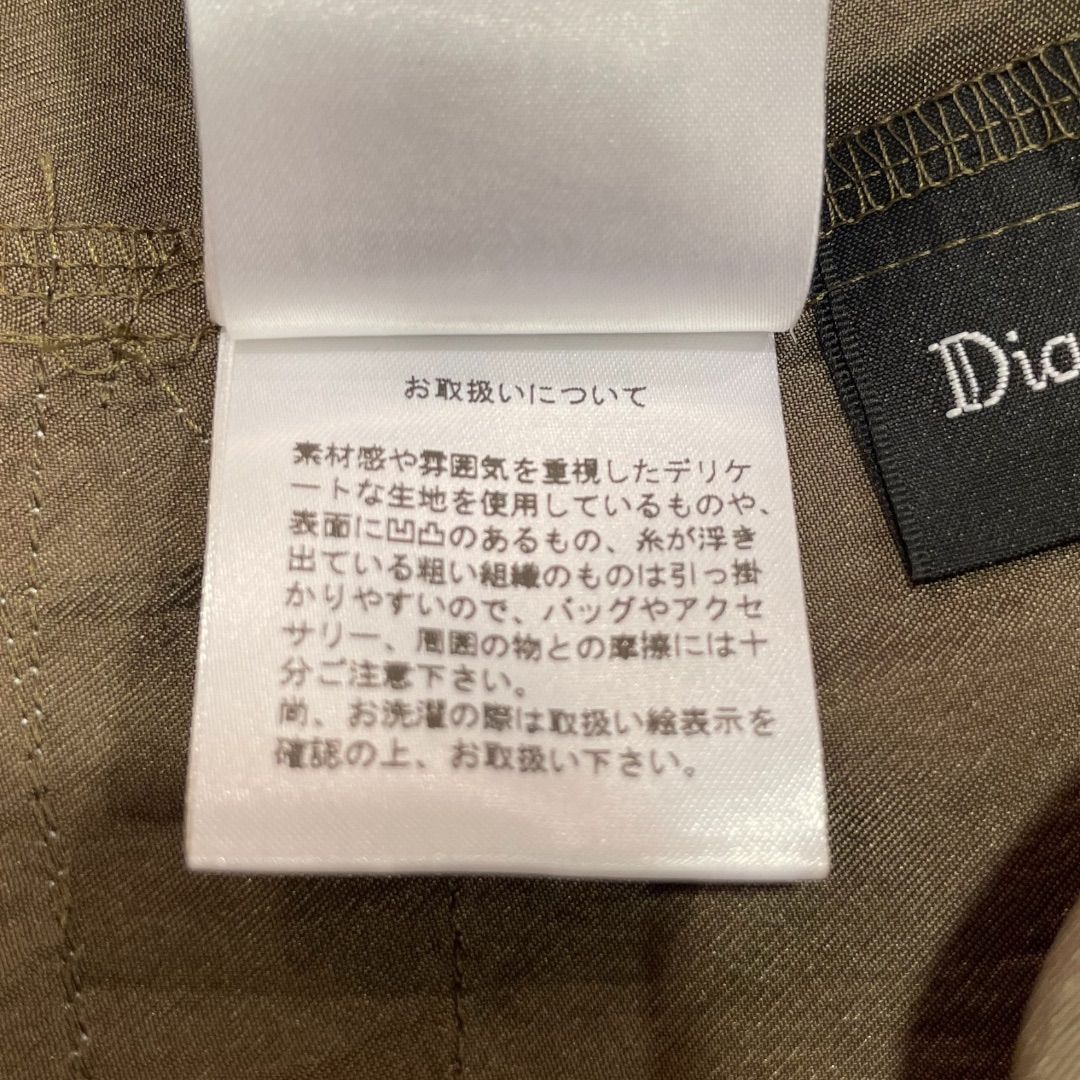 お取扱いについて
素材感や雰囲気を重視したデリケ
ートな生地を使用しているものや、
表面に凹凸のあるもの、糸が浮き
出ている粗い組織のものは引っ掛
かりやすいので、バッグやアクセ
サリー、周囲の物との摩擦には十
分ご注意下さい。
尚、お洗濯の際は取扱い絵表示を
確認の上、お取扱い下さい。
Dia